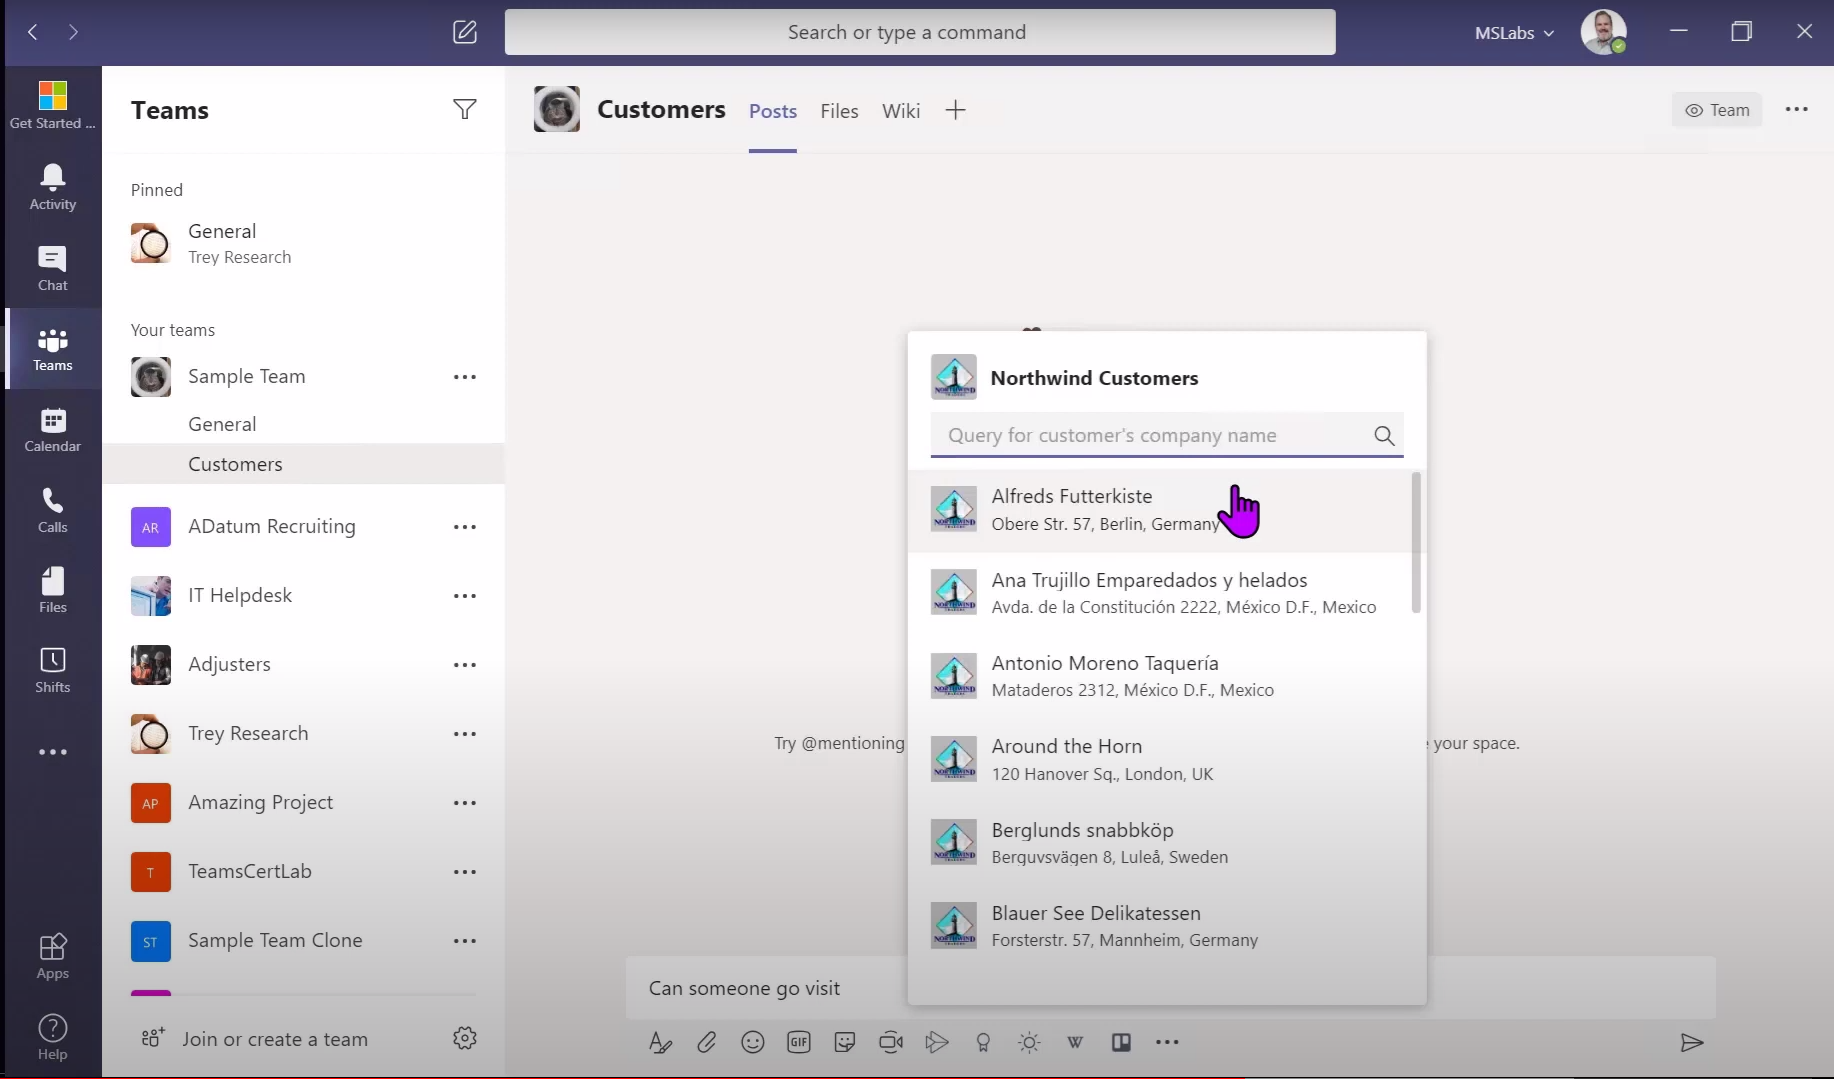 Search or type a command
MSLabs
Get Started ...
Activity
Chat
Teams
Calendar
Calls
Files
Shifts
Apps
Help
Teams
Pinned
General
Trey Research
Your teams
Sample Team
General
Customers
AR
ADatum Recruiting
IT Helpdesk
Adjusters
Trey Research
AP
Amazing Project
T
TeamsCertLab
ST
Sample Team Clone
Join or create a team
Customers
Posts
Files
Wiki
Team
Try @mentioning
your space.
Northwind Customers
Query for customer's company name
Alfreds Futterkiste
Obere Str. 57, Berlin, Germany
Ana Trujillo Emparedados y helados
Avda. de la Constitución 2222, México D.F., Mexico
Antonio Moreno Taquería
Mataderos 2312, México D.F., Mexico
Around the Horn
120 Hanover Sq., London, UK
Berglunds snabbköp
Berguvsvägen 8, Luleå, Sweden
Blauer See Delikatessen
Forsterstr. 57, Mannheim, Germany
Can someone go visit
GIF
W